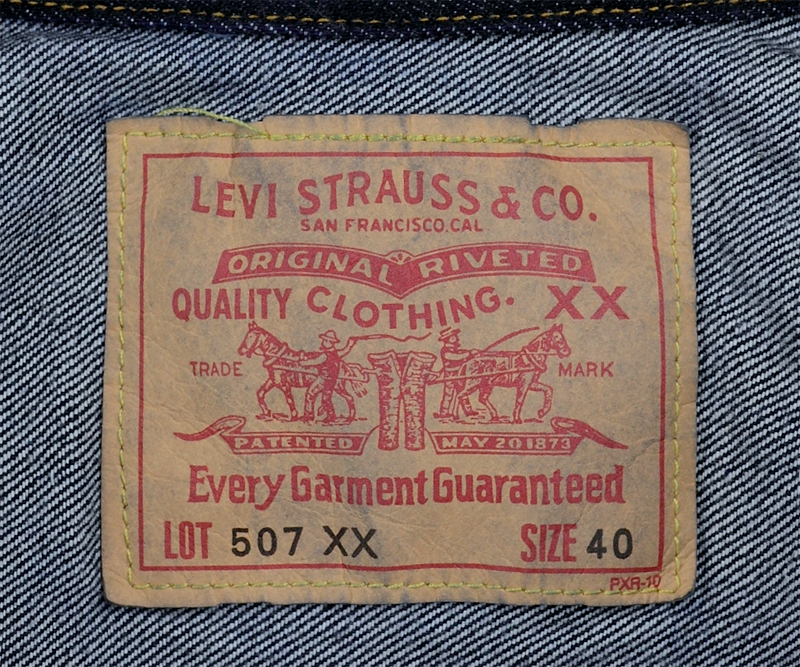 LEVI STRAUSS & CO.
SAN FRANCISCO.CAL
ORIGINAL RIVETED
QUALITY CLOTHING. XX
TRADE MARK
PATENTED MAY 20 1873
Every Garment Guaranteed
LOT 507 XX SIZE 40
PXR-10